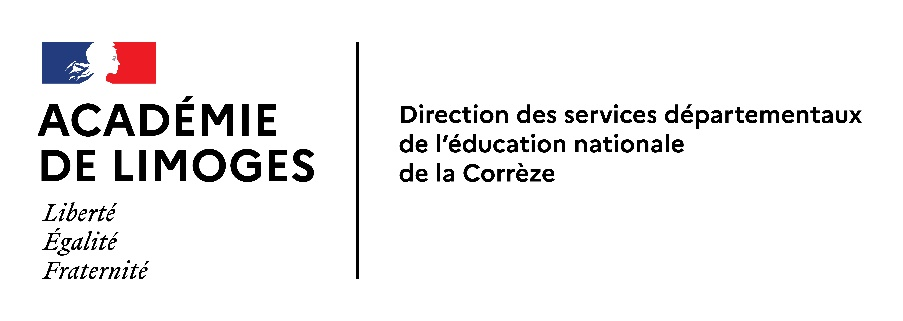 ACADÉMIE
DE LIMOGES
Liberté
Égalité
Fraternité
Direction des services départementaux
de l'éducation nationale
de la Corrèze